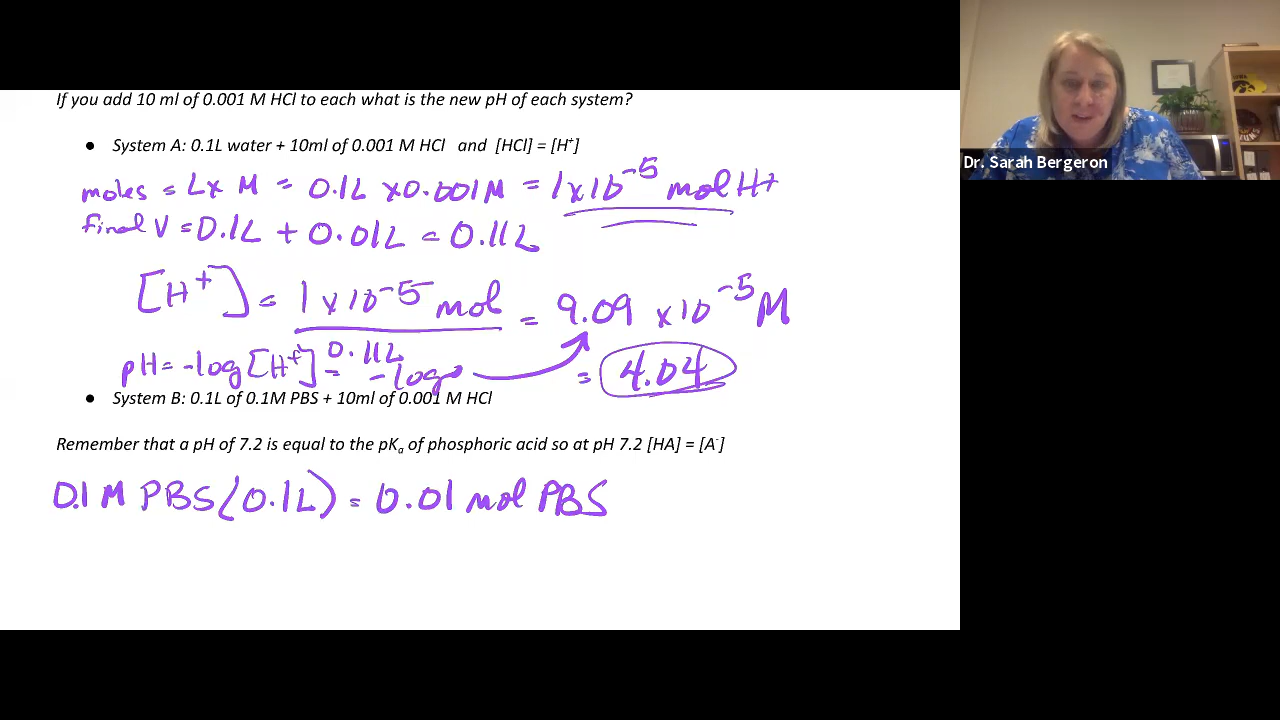 If you add 10 ml of 0.001 M HCl to each what is the new pH of each system?
● System A: 0.1L water + 10ml of 0.001 M HCl and [HCl] = [H⁺]
moles = L x M = 0.1L x 0.001M = 1 x 10⁻⁵ mol H+
final V = 0.1L + 0.01L = 0.11L
[H⁺] = 1 x 10⁻⁵ mol = 9.09 x 10⁻⁵ M
0.11L
pH = -log [H⁺] = -log = 4.04
● System B: 0.1L of 0.1M PBS + 10ml of 0.001 M HCl
Remember that a pH of 7.2 is equal to the pKₐ of phosphoric acid so at pH 7.2 [HA] = [A⁻]
0.1 M PBS (0.1L) = 0.01 mol PBS
Dr. Sarah Bergeron
IOWA